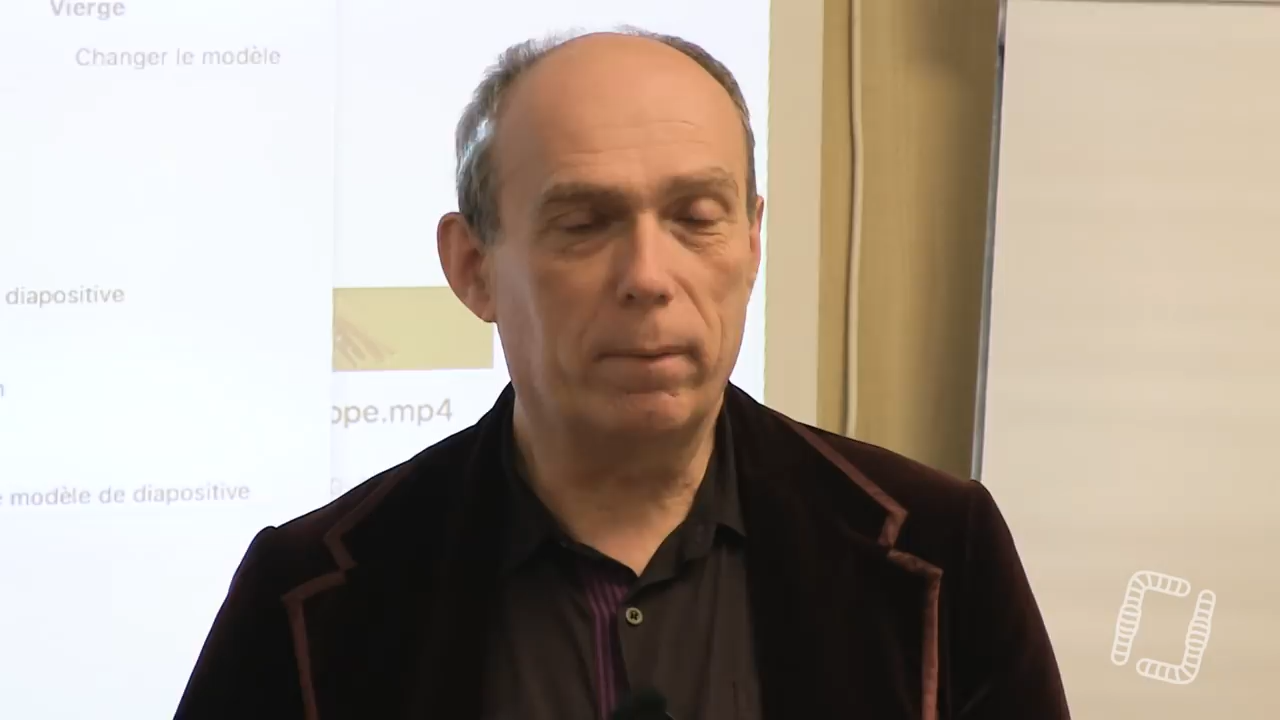 Vierge
Changer le modèle
diapositive
ope.mp4
modèle de diapositive